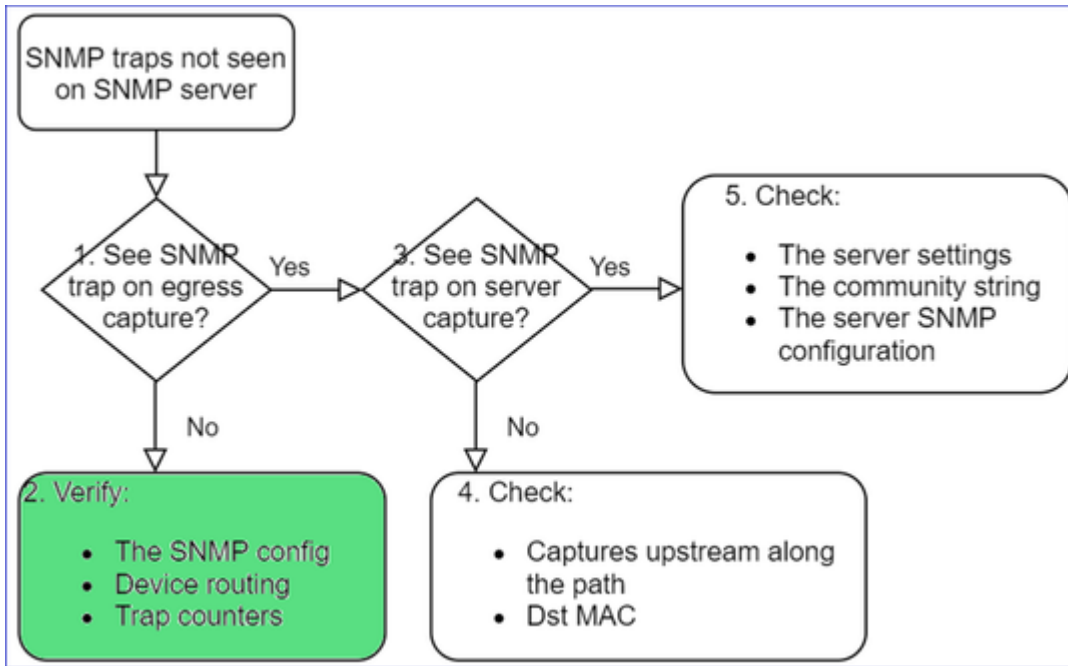 SNMP traps not seen
on SNMP server
1. See SNMP
trap on egress
capture?
Yes
No
2. Verify:
• The SNMP config
• Device routing
• Trap counters
3. See SNMP
trap on server
capture?
Yes
No
4. Check:
• Captures upstream along
the path
• Dst MAC
5. Check:
• The server settings
• The community string
• The server SNMP
configuration